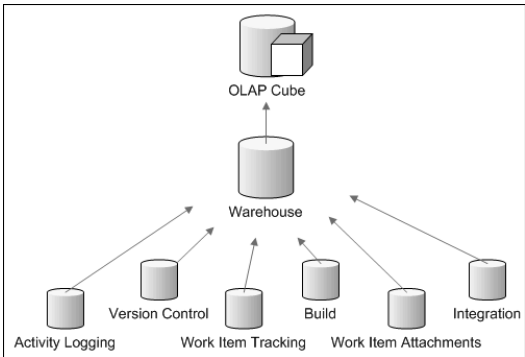 OLAP Cube
Warehouse
Version Control
Build
Integration
Activity Logging
Work Item Tracking
Work Item Attachments